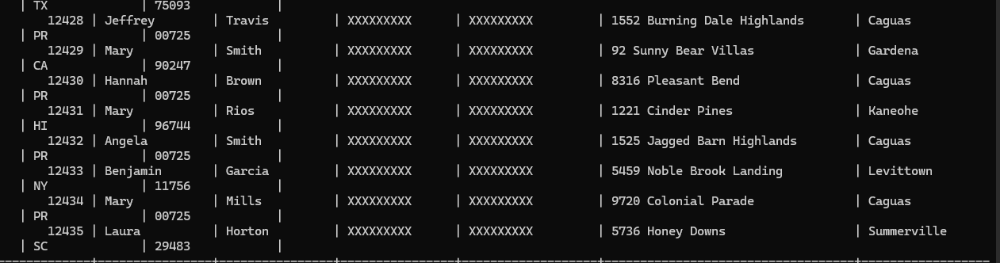 | TX | 75093 |
12428 | Jeffrey | Travis | XXXXXXXXX | XXXXXXXXX | 1552 Burning Dale Highlands | Caguas
| PR | 00725 |
12429 | Mary | Smith | XXXXXXXXX | XXXXXXXXX | 92 Sunny Bear Villas | Gardena
| CA | 90247 |
12430 | Hannah | Brown | XXXXXXXXX | XXXXXXXXX | 8316 Pleasant Bend | Caguas
| PR | 00725 |
12431 | Mary | Rios | XXXXXXXXX | XXXXXXXXX | 1221 Cinder Pines | Kaneohe
| HI | 96744 |
12432 | Angela | Smith | XXXXXXXXX | XXXXXXXXX | 1525 Jagged Barn Highlands | Caguas
| PR | 00725 |
12433 | Benjamin | Garcia | XXXXXXXXX | XXXXXXXXX | 5459 Noble Brook Landing | Levittown
| NY | 11756 |
12434 | Mary | Mills | XXXXXXXXX | XXXXXXXXX | 9720 Colonial Parade | Caguas
| PR | 00725 |
12435 | Laura | Horton | XXXXXXXXX | XXXXXXXXX | 5736 Honey Downs | Summerville
| SC | 29483 |